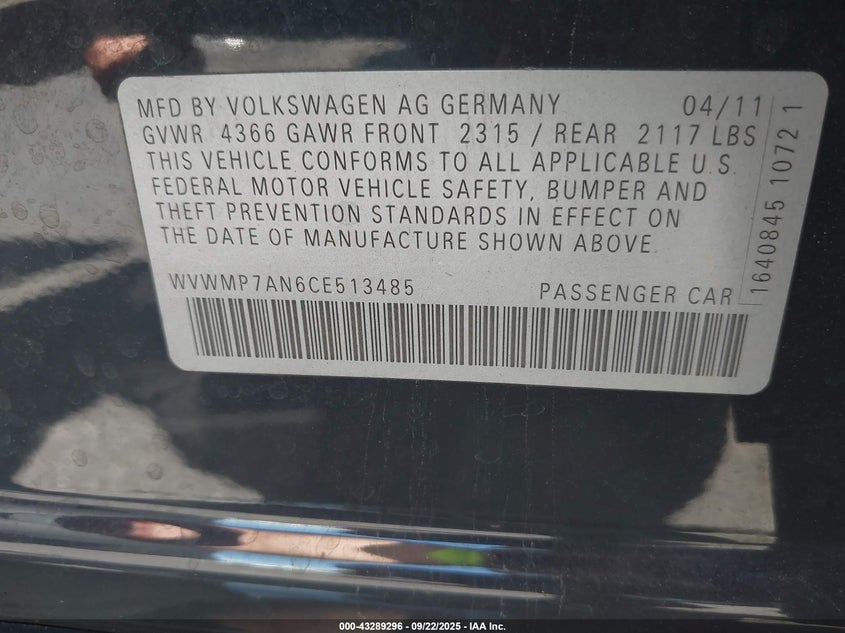 MFD BY VOLKSWAGEN AG GERMANY 04/11
GVWR 4366 GAWR FRONT 2315 / REAR 2117 LBS
THIS VEHICLE CONFORMS TO ALL APPLICABLE U.S.
FEDERAL MOTOR VEHICLE SAFETY, BUMPER AND
THEFT PREVENTION STANDARDS IN EFFECT ON
THE DATE OF MANUFACTURE SHOWN ABOVE.
WVWMP7AN6CE513485 PASSENGER CAR
1640845 1072 1
000-43289296 - 09/22/2025 - IAA Inc.